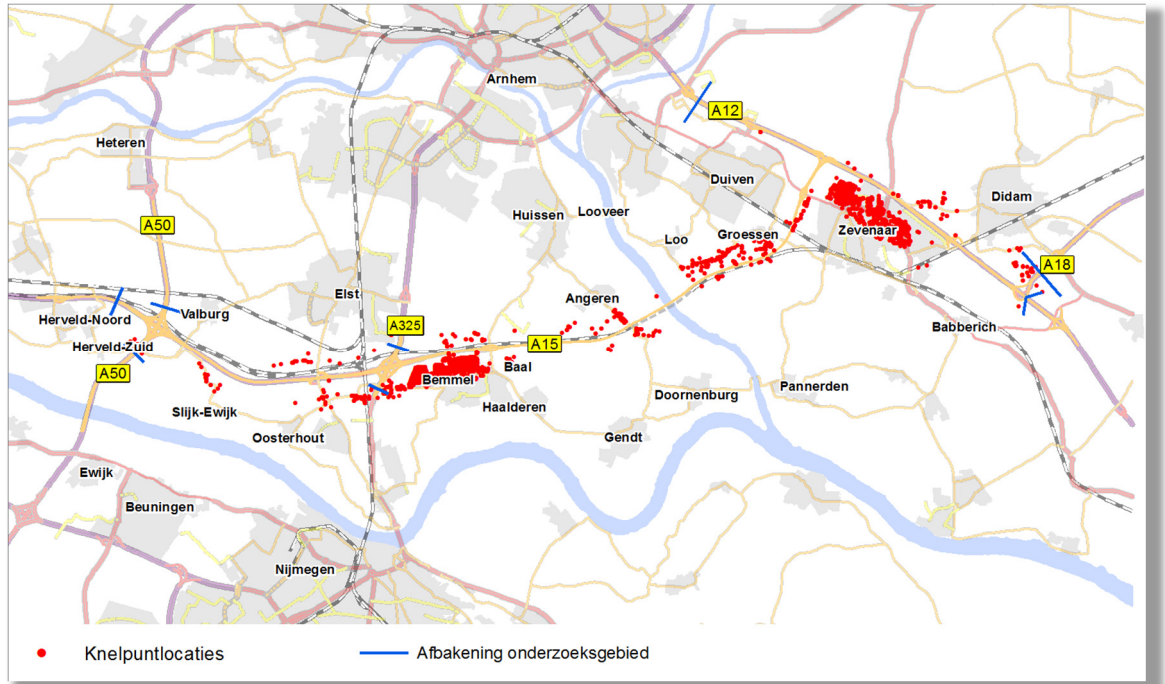 Arnhem
A12
Heteren
Duiven
Didam
Huissen
Looveer
A50
Loo
Groessen
Zevenaar
A18
Elst
Angeren
Herveld-Noord
Valburg
A325
Babberich
Herveld-Zuid
A15
A50
Baal
Bemmel
Pannerden
Slijk-Ewijk
Haalderen
Doornenburg
Oosterhout
Gendt
Ewijk
Beuningen
Nijmegen
Knelpuntlocaties
Afbakening onderzoeksgebied